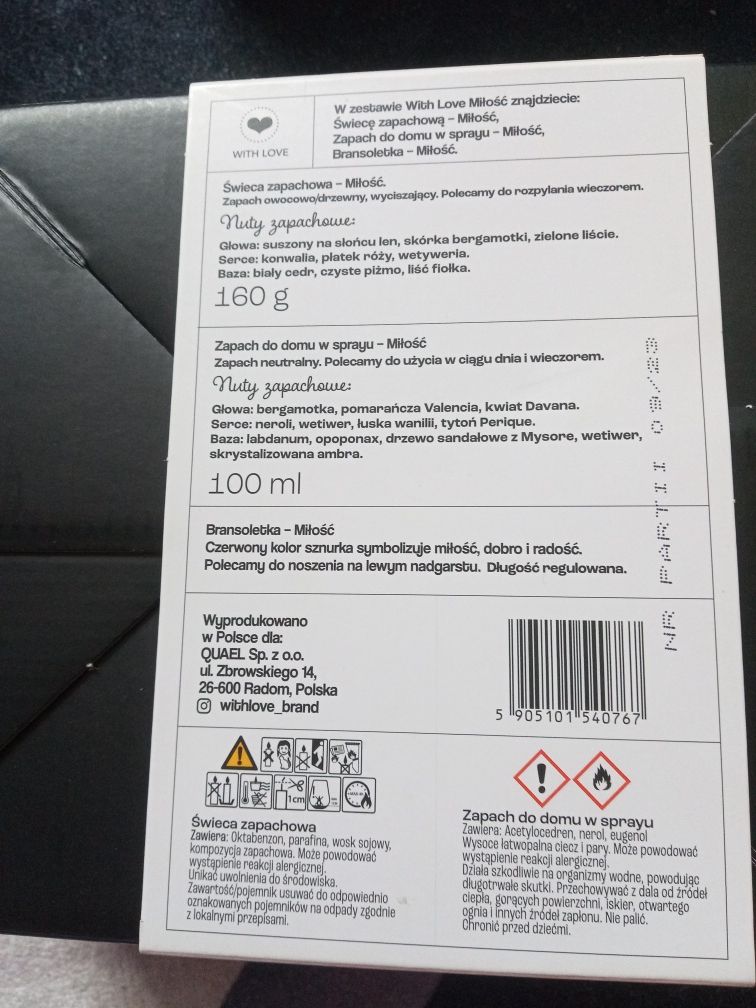 WITH LOVE
W zestawie With Love Miłość znajdziecie:
Świecę zapachową – Miłość,
Zapach do domu w sprayu – Miłość,
Bransoletka – Miłość.
Świeca zapachowa – Miłość.
Zapach owocowo/drzewny, wyciszający. Polecamy do rozpylania wieczorem.
Nuty zapachowe:
Głowa: suszony na słońcu len, skórka bergamotki, zielone liście.
Serce: konwalia, płatek róży, wetyweria.
Baza: biały cedr, czyste piżmo, liść fiołka.
160 g
Zapach do domu w sprayu – Miłość
Zapach neutralny. Polecamy do użycia w ciągu dnia i wieczorem.
Nuty zapachowe:
Głowa: bergamotka, pomarańcza Valencia, kwiat Davana.
Serce: neroli, wetiwer, łuska wanilii, tytoń Perique.
Baza: labdanum, opoponax, drzewo sandałowe z Mysore, wetiwer,
skrystalizowana ambra.
100 ml
Bransoletka – Miłość
Czerwony kolor sznurka symbolizuje miłość, dobro i radość.
Polecamy do noszenia na lewym nadgarstu. Długość regulowana.
NR PARTII
Wyprodukowano
w Polsce dla:
QUAEL Sp. z o.o.
ul. Zbrowskiego 14,
26-600 Radom, Polska
withlove_brand
5 905101 540767
1cm
Świeca zapachowa
Zawiera: Oktabenzon, parafina, wosk sojowy,
kompozycja zapachowa. Może powodować
wystąpienie reakcji alergicznej.
Unikać uwolnienia do środowiska.
Zawartość/pojemnik usuwać do odpowiednio
oznakowanych pojemników na odpady zgodnie
z lokalnymi przepisami.
Zapach do domu w sprayu
Zawiera: Acetylocedren, nerol, eugenol
Wysoce łatwopalna ciecz i pary. Może powodować
wystąpienie reakcji alergicznej.
Działa szkodliwie na organizmy wodne, powodując
długotrwałe skutki. Przechowywać z dala od źródeł
ciepła, gorących powierzchni, iskier, otwartego
ognia i innych źródeł zapłonu. Nie palić.
Chronić przed dziećmi.